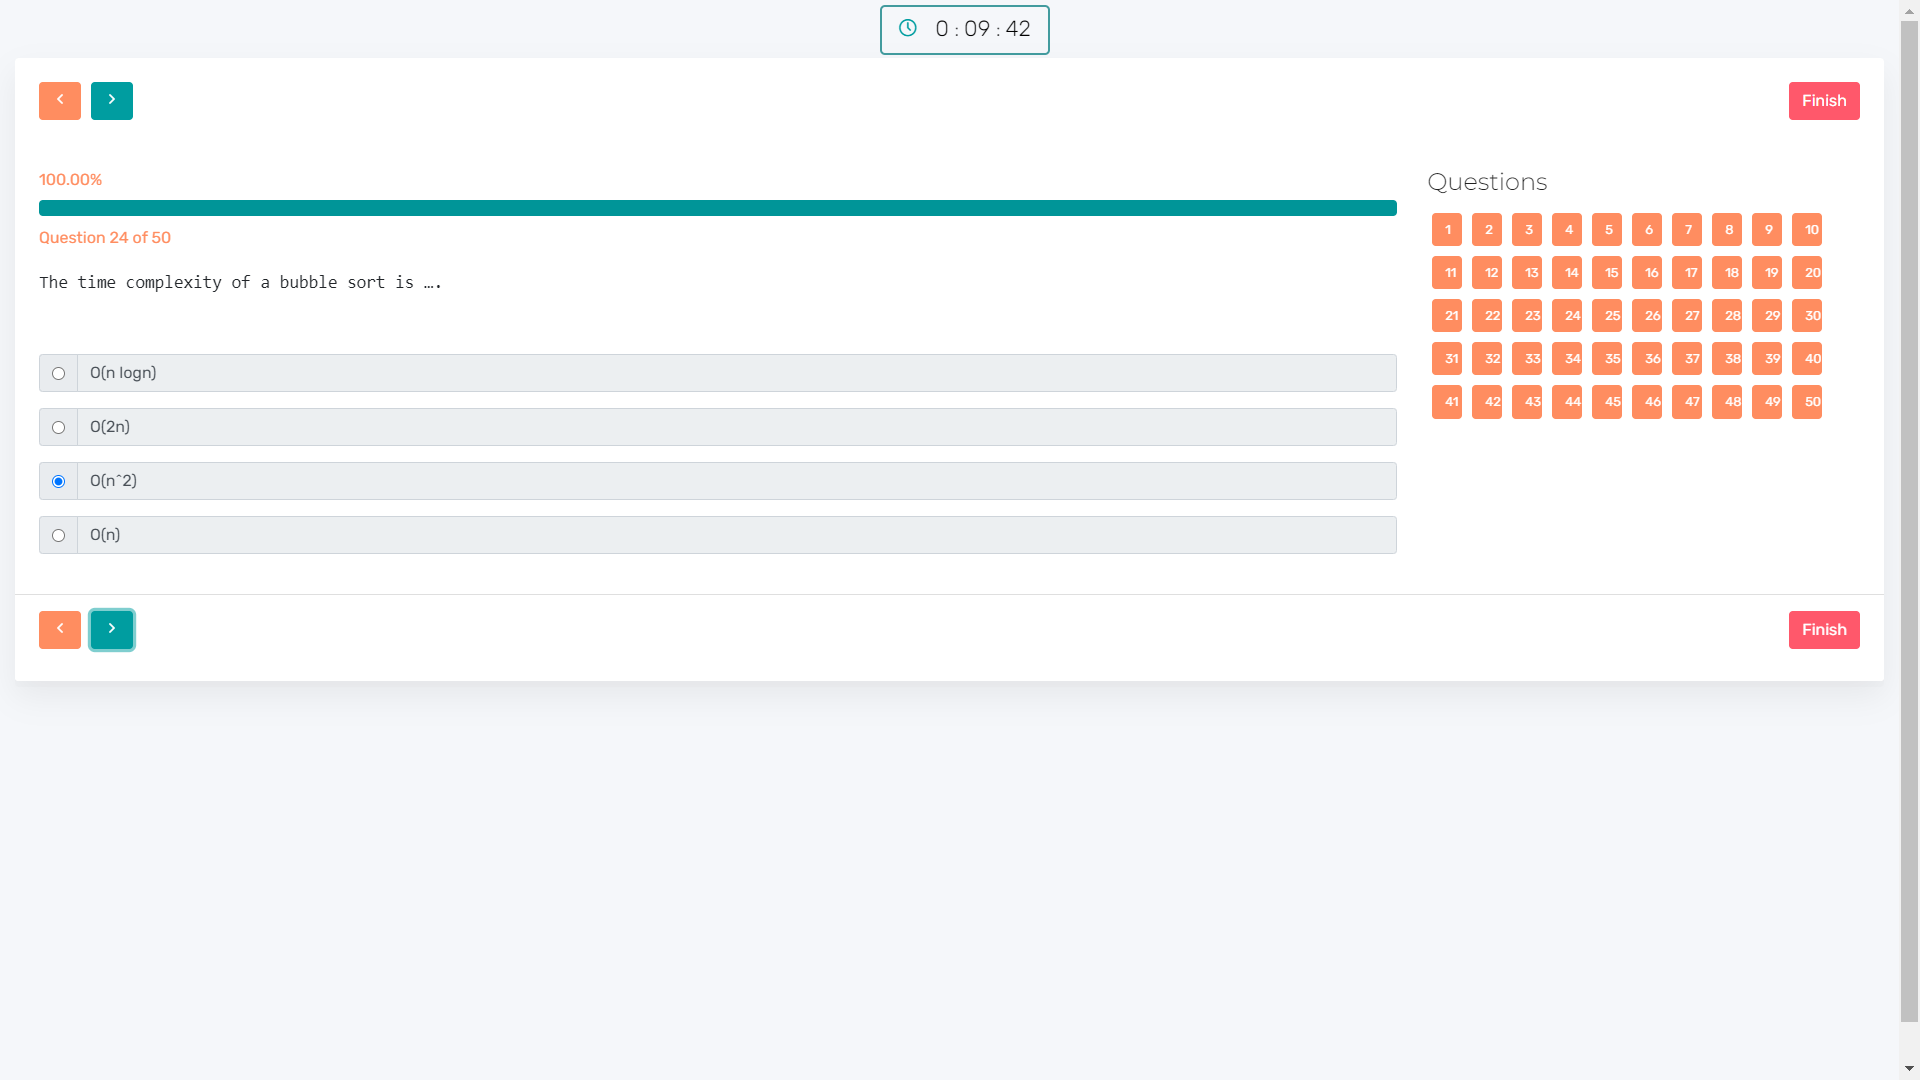 0 : 09 : 42
Finish
100.00%
Question 24 of 50
The time complexity of a bubble sort is ….
O(n logn)
O(2n)
O(n^2)
O(n)
Questions
1 2 3 4 5 6 7 8 9 10
11 12 13 14 15 16 17 18 19 20
21 22 23 24 25 26 27 28 29 30
31 32 33 34 35 36 37 38 39 40
41 42 43 44 45 46 47 48 49 50
Finish